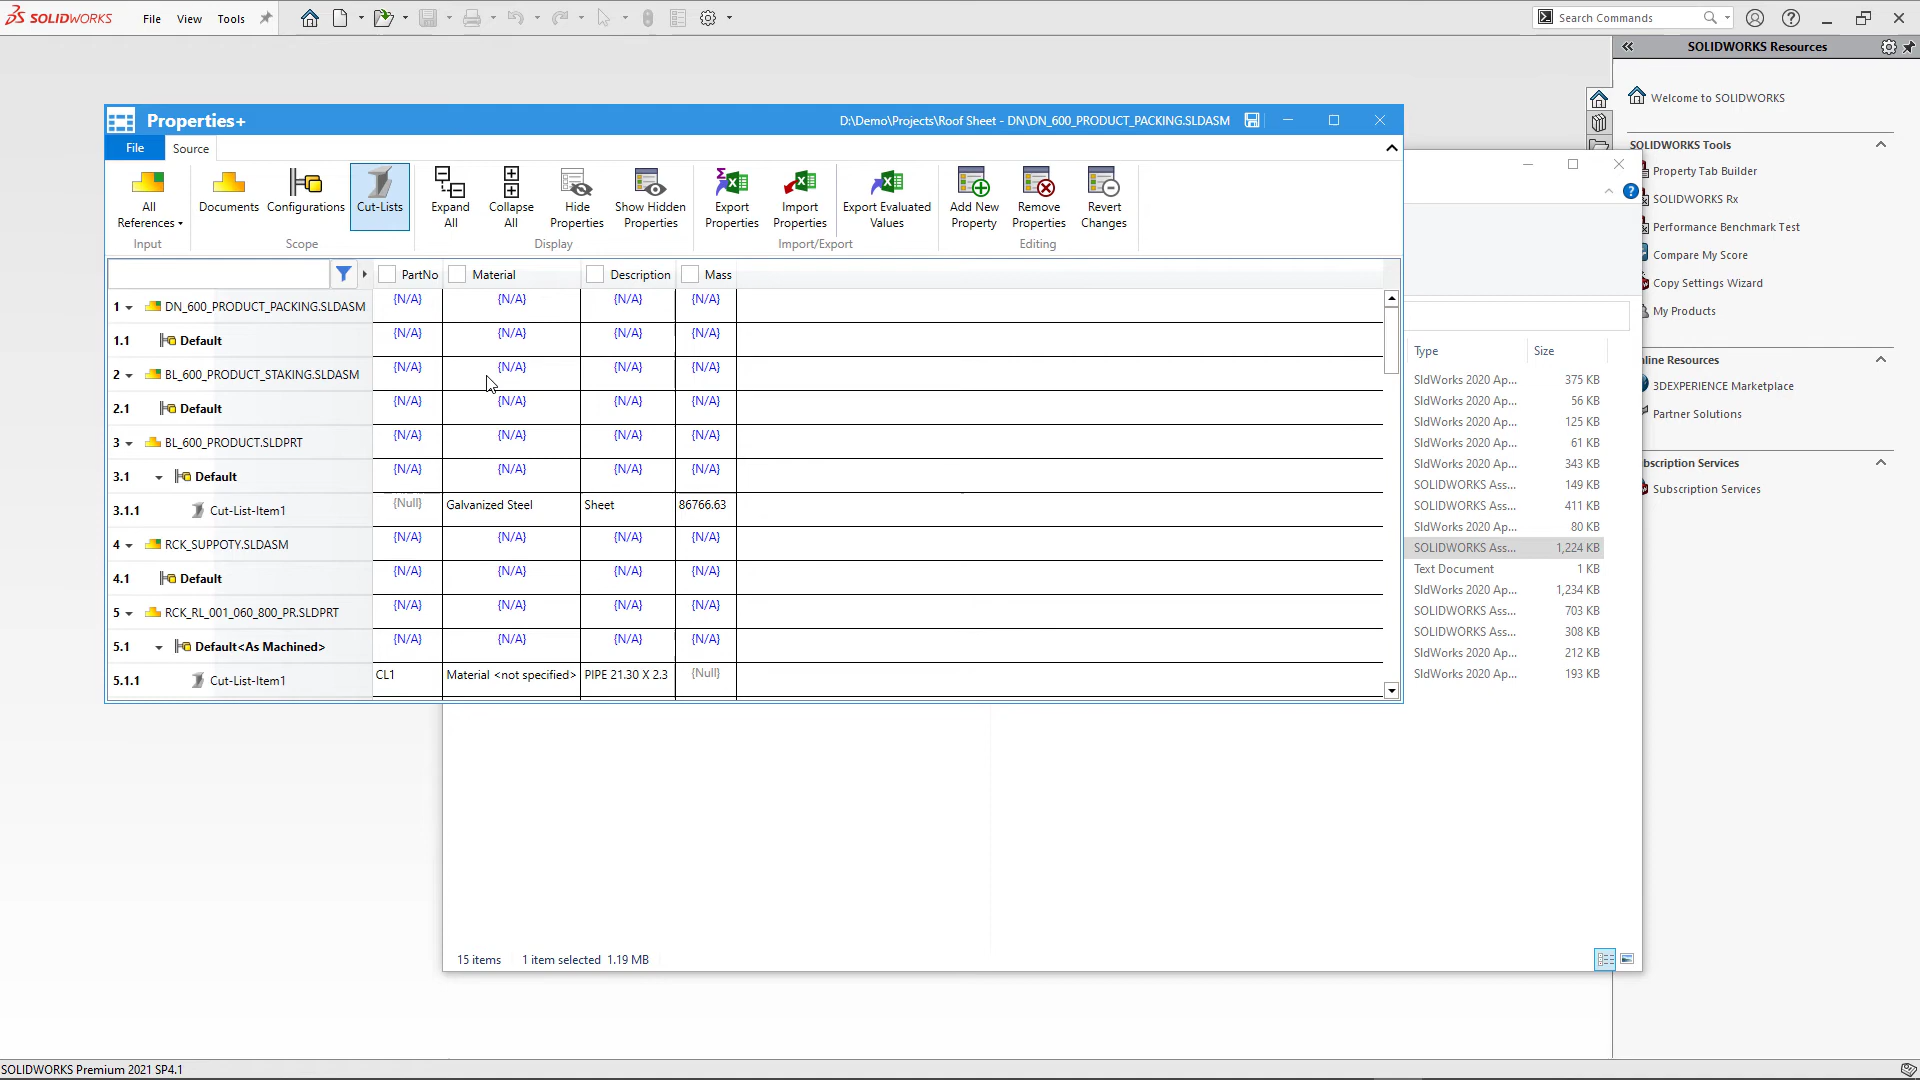 SOLIDWORKS File View Tools Search Commands
SOLIDWORKS Resources
Welcome to SOLIDWORKS
SOLIDWORKS Tools
Property Tab Builder
SOLIDWORKS Rx
Performance Benchmark Test
Compare My Score
Copy Settings Wizard
My Products
nline Resources
3DEXPERIENCE Marketplace
Partner Solutions
bscription Services
Subscription Services
Properties+ D:\Demo\Projects\Roof Sheet - DN\DN_600_PRODUCT_PACKING.SLDASM
File Source
All References
Documents
Configurations
Cut-Lists
Expand All
Collapse All
Hide Properties
Show Hidden Properties
Export Properties
Import Properties
Export Evaluated Values
Add New Property
Remove Properties
Revert Changes
Input Scope Display Import/Export Editing
PartNo Material Description Mass
1 DN_600_PRODUCT_PACKING.SLDASM {N/A} {N/A} {N/A} {N/A}
1.1 Default {N/A} {N/A} {N/A} {N/A}
2 BL_600_PRODUCT_STAKING.SLDASM {N/A} {N/A} {N/A} {N/A}
2.1 Default {N/A} {N/A} {N/A} {N/A}
3 BL_600_PRODUCT.SLDPRT {N/A} {N/A} {N/A} {N/A}
3.1 Default {N/A} {N/A} {N/A} {N/A}
3.1.1 Cut-List-Item1 {Null} Galvanized Steel Sheet 86766.63
4 RCK_SUPPOTY.SLDASM {N/A} {N/A} {N/A} {N/A}
4.1 Default {N/A} {N/A} {N/A} {N/A}
5 RCK_RL_001_060_800_PR.SLDPRT {N/A} {N/A} {N/A} {N/A}
5.1 Default<As Machined> {N/A} {N/A} {N/A} {N/A}
5.1.1 Cut-List-Item1 CL1 Material <not specified> PIPE 21.30 X 2.3 {Null}
Type Size
SldWorks 2020 Ap... 375 KB
SldWorks 2020 Ap... 56 KB
SldWorks 2020 Ap... 125 KB
SldWorks 2020 Ap... 61 KB
SldWorks 2020 Ap... 343 KB
SOLIDWORKS Ass... 149 KB
SOLIDWORKS Ass... 411 KB
SldWorks 2020 Ap... 80 KB
SOLIDWORKS Ass... 1,224 KB
Text Document 1 KB
SldWorks 2020 Ap... 1,234 KB
SOLIDWORKS Ass... 703 KB
SOLIDWORKS Ass... 308 KB
SldWorks 2020 Ap... 212 KB
SldWorks 2020 Ap... 193 KB
15 items 1 item selected 1.19 MB
SOLIDWORKS Premium 2021 SP4.1